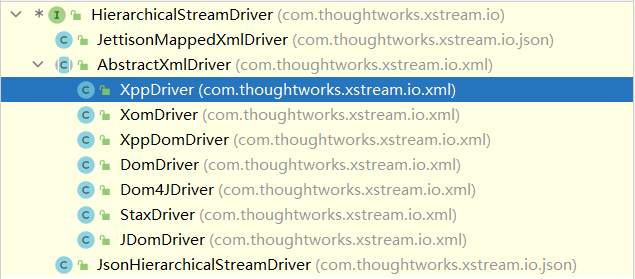 HierarchicalStreamDriver (com.thoughtworks.xstream.io)
JettisonMappedXmlDriver (com.thoughtworks.xstream.io.json)
AbstractXmlDriver (com.thoughtworks.xstream.io.xml)
XppDriver (com.thoughtworks.xstream.io.xml)
XomDriver (com.thoughtworks.xstream.io.xml)
XppDomDriver (com.thoughtworks.xstream.io.xml)
DomDriver (com.thoughtworks.xstream.io.xml)
Dom4JDriver (com.thoughtworks.xstream.io.xml)
StaxDriver (com.thoughtworks.xstream.io.xml)
JDomDriver (com.thoughtworks.xstream.io.xml)
JsonHierarchicalStreamDriver (com.thoughtworks.xstream.io.json)